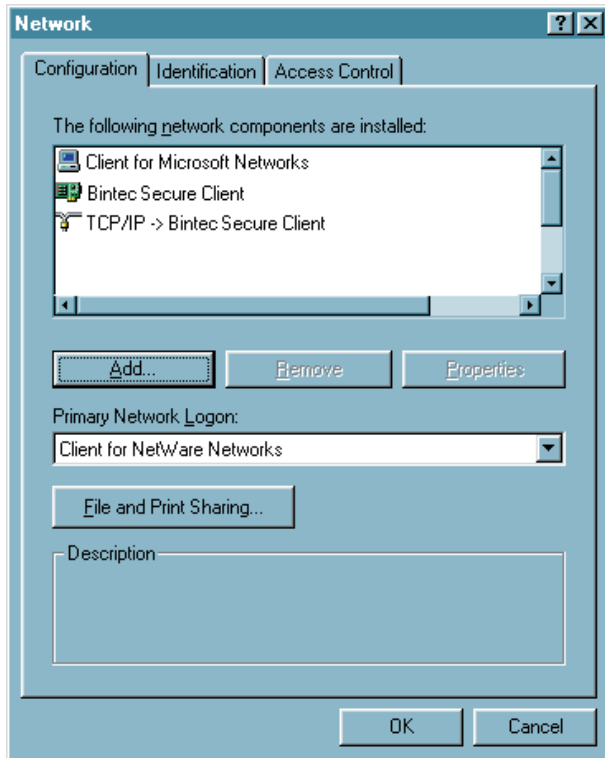 Network
Configuration Identification Access Control
The following network components are installed:
Client for Microsoft Networks
Bintec Secure Client
TCP/IP -> Bintec Secure Client
Add... Remove Properties
Primary Network Logon:
Client for NetWare Networks
File and Print Sharing...
Description
OK Cancel